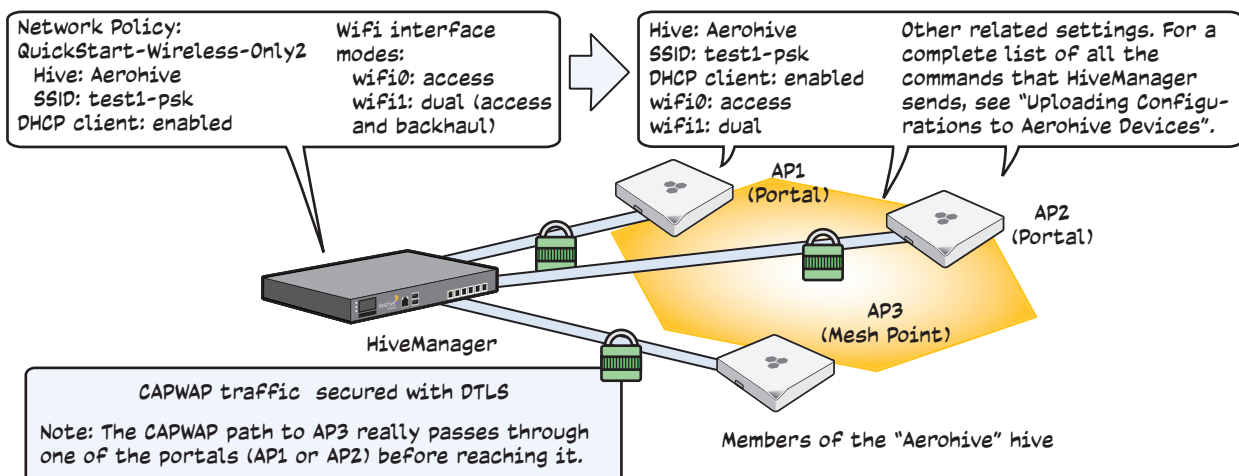 Network Policy:
QuickStart-Wireless-Only2
Hive: Aerohive
SSID: test1-psk
DHCP client: enabled
Wifi interface
modes:
wifi0: access
wifi1: dual (access
and backhaul)
Hive: Aerohive
SSID: test1-psk
DHCP client: enabled
wifi0: access
wifi1: dual
Other related settings. For a
complete list of all the
commands that HiveManager
sends, see “Uploading Configu-
rations to Aerohive Devices”.
AP1
(Portal)
AP2
(Portal)
AP3
(Mesh Point)
Aerohive
HiveManager
CAPWAP traffic secured with DTLS
Note: The CAPWAP path to AP3 really passes through
one of the portals (AP1 or AP2) before reaching it.
Members of the “Aerohive” hive